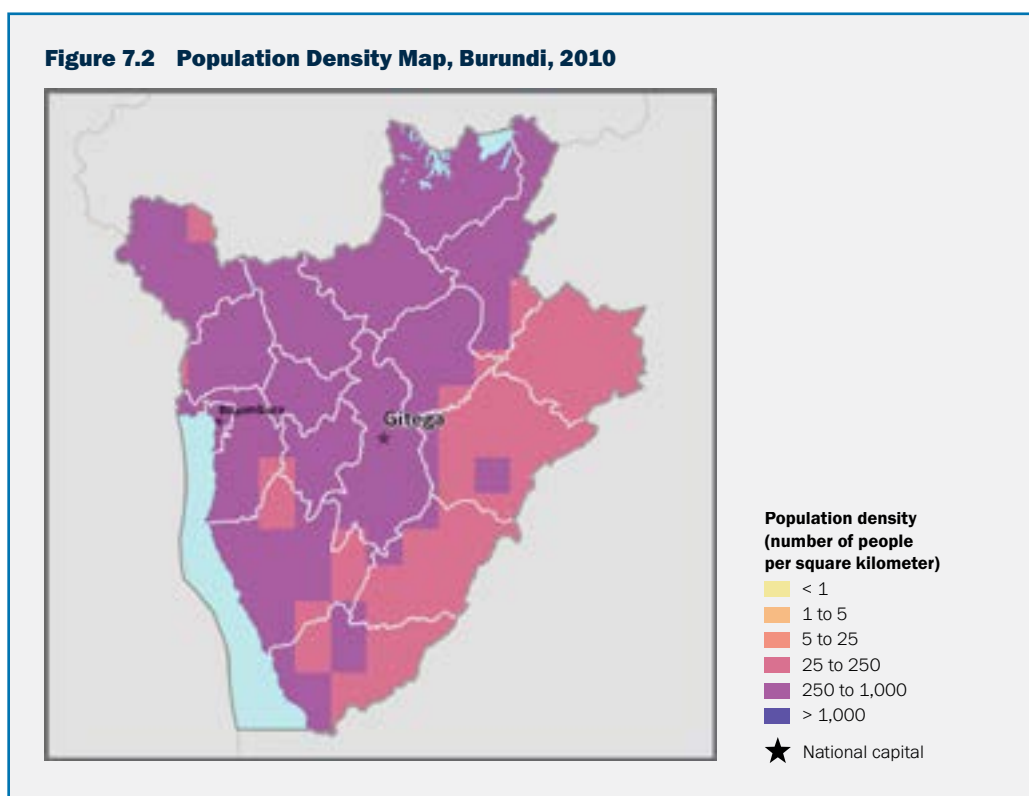 Figure 7.2 Population Density Map, Burundi, 2010
Bujumbura
Gitega
Population density
(number of people
per square kilometer)
< 1
1 to 5
5 to 25
25 to 250
250 to 1,000
> 1,000
National capital